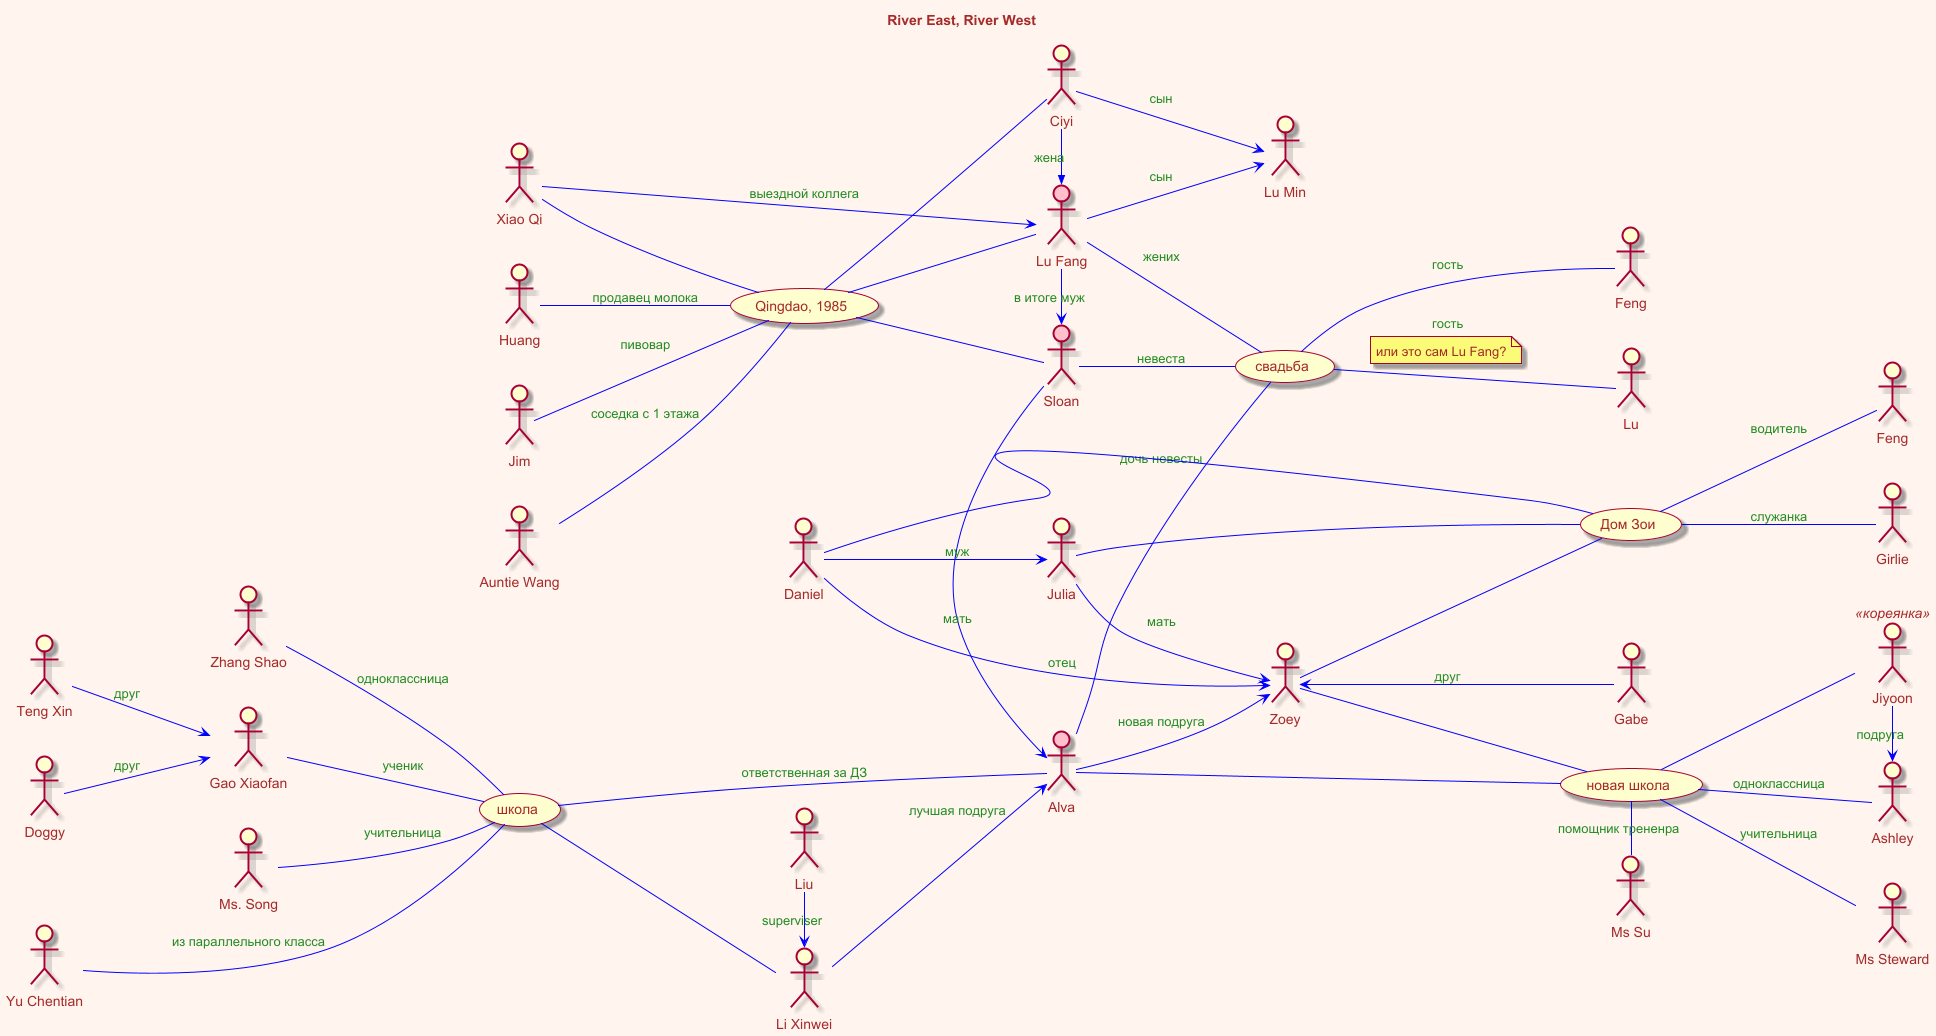 River East, River West
Ciyi
сын
жена
Lu Min
Xiao Qi
выездной коллега
сын
Lu Fang
жених
гость
Feng
Huang
продавец молока
Qingdao, 1985
в итоге муж
гость
или это сам Lu Fang?
Jim
пивовар
Sloan
невеста
свадьба
Lu
соседка с 1 этажа
Auntie Wang
дочь невесты
водитель
Feng
Дом Зои
служанка
Girlie
Daniel
муж
Julia
мать
мать
отец
«кореянка»
Jiyoon
Zhang Shao
одноклассница
Teng Xin
друг
Zoey
друг
Gabe
новая подруга
подруга
Gao Xiaofan
ученик
Doggy
друг
ответственная за ДЗ
Alva
новая школа
одноклассница
Ashley
школа
лучшая подруга
помощник трененра
учительница
Ms. Song
учительница
Liu
superviser
Ms Su
Ms Steward
Yu Chentian
из параллельного класса
Li Xinwei